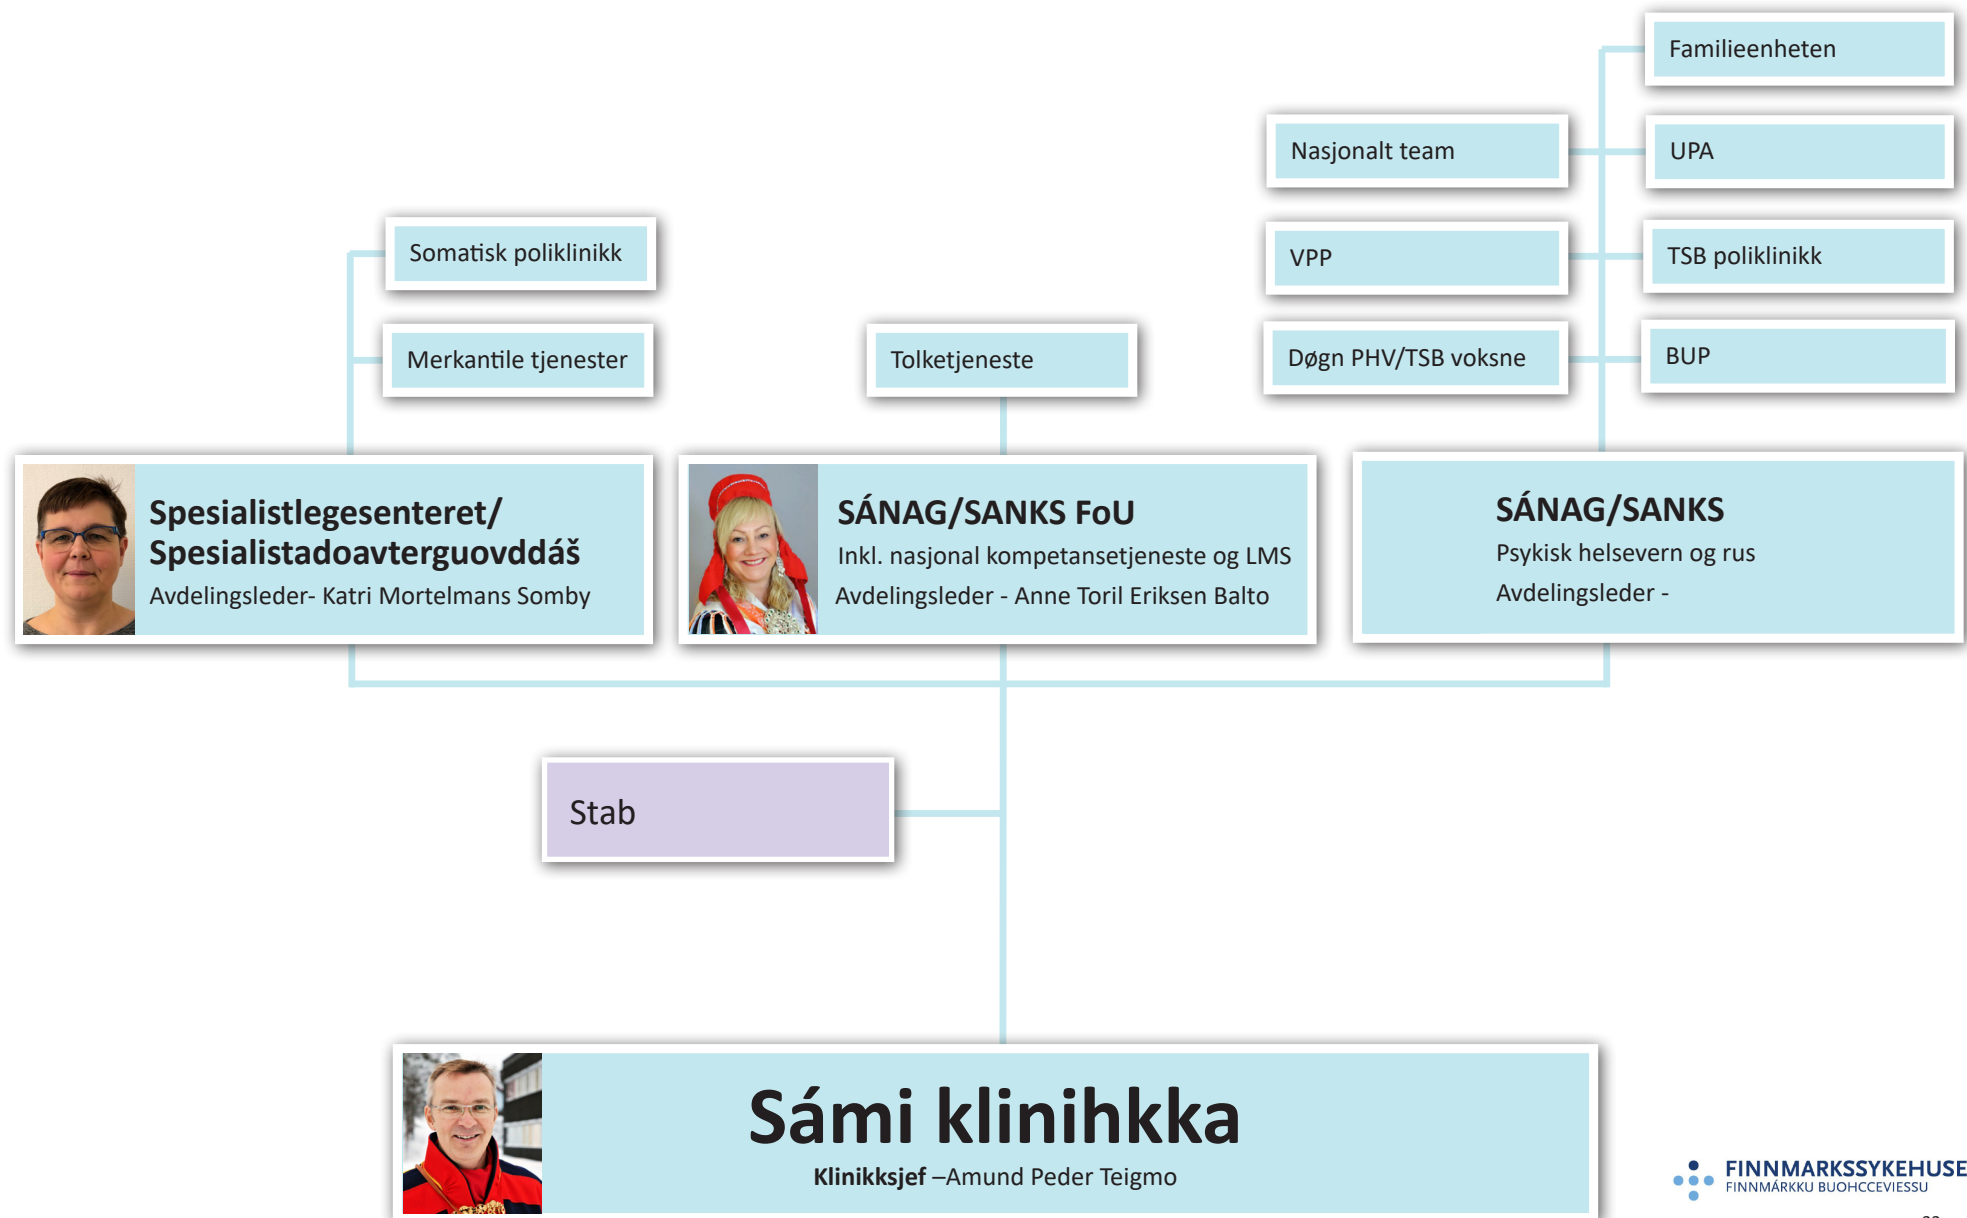 Familieenheten
Nasjonalt team
UPA
Somatisk poliklinikk
VPP
TSB poliklinikk
Merkantile tjenester
Tolketjeneste
Døgn PHV/TSB voksne
BUP
Spesialistlegesenteret/
Spesialistadoavterguovddáš
Avdelingsleder- Katri Mortelmans Somby
SÁNAG/SANKS FoU
Inkl. nasjonal kompetansetjeneste og LMS
Avdelingsleder - Anne Toril Eriksen Balto
SÁNAG/SANKS
Psykisk helsevern og rus
Avdelingsleder -
Stab
Sámi klinihkka
Klinikksjef –Amund Peder Teigmo
FINNMARKSSYKEHUSE
FINNMÁRKKU BUOHCCEVIESSU